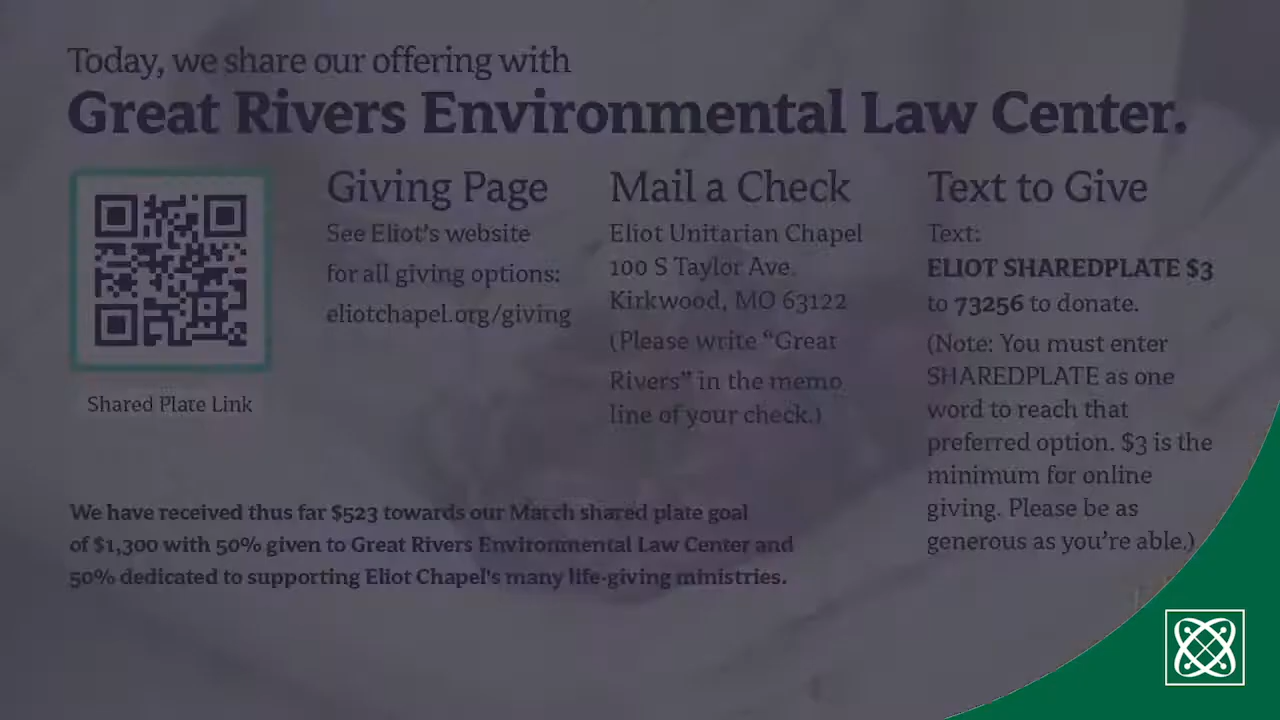 Today, we share our offering with
Great Rivers Environmental Law Center.
Shared Plate Link
Giving Page
See Eliot's website
for all giving options:
eliotchapel.org/giving
Mail a Check
Eliot Unitarian Chapel
100 S Taylor Ave.
Kirkwood, MO 63122
(Please write “Great
Rivers” in the memo
line of your check.)
Text to Give
Text:
ELIOT SHAREDPLATE $3
to 73256 to donate.
(Note: You must enter
SHAREDPLATE as one
word to reach that
preferred option. $3 is the
minimum for online
giving. Please be as
generous as you’re able.)
We have received thus far $523 towards our March shared plate goal
of $1,300 with 50% given to Great Rivers Environmental Law Center and
50% dedicated to supporting Eliot Chapel's many life-giving ministries.